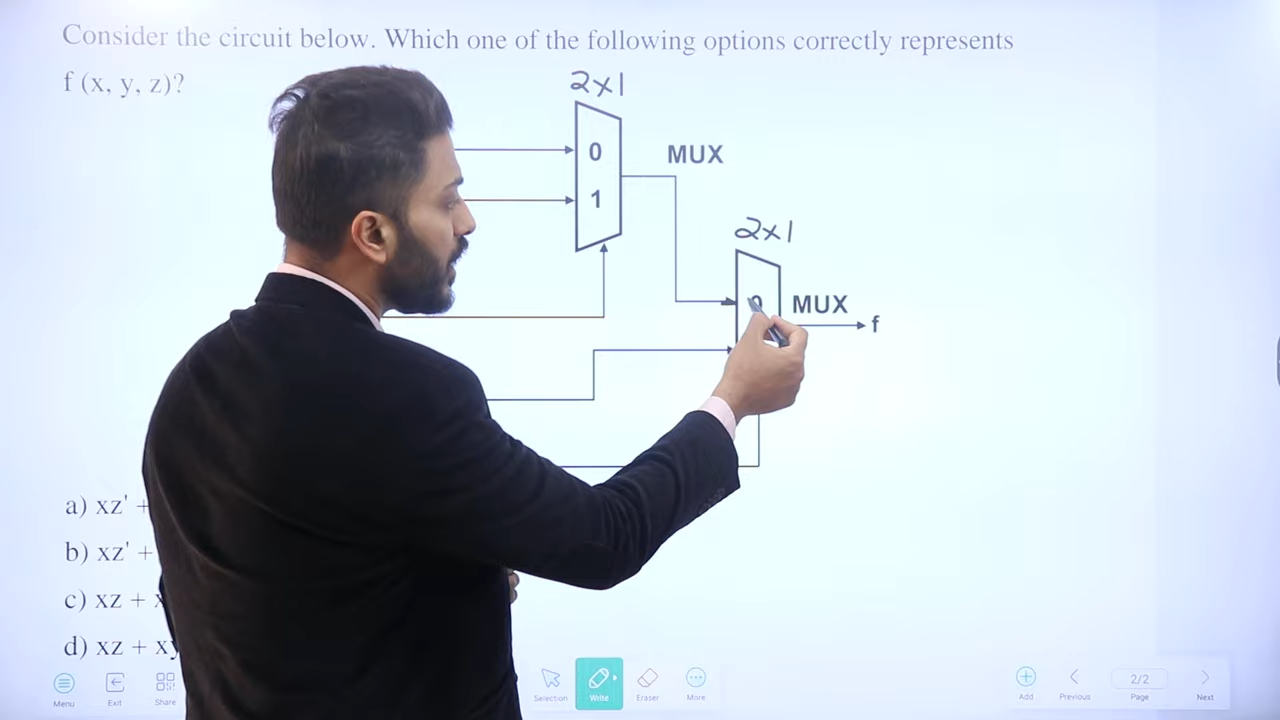 Consider the circuit below. Which one of the following options correctly represents
f (x, y, z)?
2x1
0
MUX
1
2x1
0
MUX
f
a) xz' +
b) xz' +
c) xz +
d) xz + xy
Menu
Exit
Share
Selection
Write
Eraser
More
Add
Previous
2/2
Page
Next